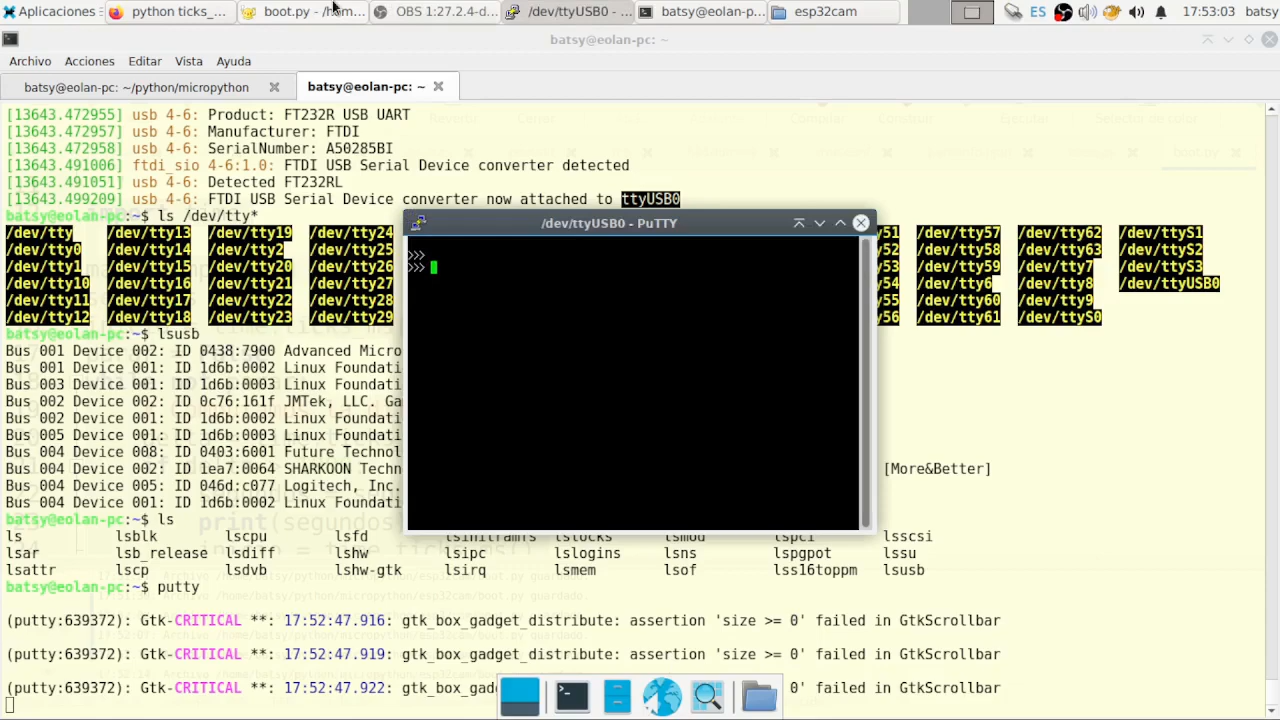 Aplicaciones
python ticks_...
boot.py - /hom...
OBS 1:27.2.4-d...
/dev/ttyUSB0 - ...
batsy@eolan-p...
esp32cam
ES
17:53:03
batsy
batsy@eolan-pc: ~
Archivo Acciones Editar Vista Ayuda
batsy@eolan-pc: ~/python/micropython
batsy@eolan-pc: ~
[13643.472955] usb 4-6: Product: FT232R USB UART
[13643.472957] usb 4-6: Manufacturer: FTDI
[13643.472958] usb 4-6: SerialNumber: A50285BI
[13643.491006] ftdi_sio 4-6:1.0: FTDI USB Serial Device converter detected
[13643.491051] usb 4-6: Detected FT232RL
[13643.499209] usb 4-6: FTDI USB Serial Device converter now attached to ttyUSB0
batsy@eolan-pc:~$ ls /dev/tty*
/dev/tty /dev/tty13 /dev/tty19 /dev/tty24 51 /dev/tty57 /dev/tty62 /dev/ttyS1
/dev/tty0 /dev/tty14 /dev/tty2 /dev/tty25 52 /dev/tty58 /dev/tty63 /dev/ttyS2
/dev/tty1 /dev/tty15 /dev/tty20 /dev/tty26 53 /dev/tty59 /dev/tty7 /dev/ttyS3
/dev/tty10 /dev/tty16 /dev/tty21 /dev/tty27 54 /dev/tty6 /dev/tty8 /dev/ttyUSB0
/dev/tty11 /dev/tty17 /dev/tty22 /dev/tty28 55 /dev/tty60 /dev/tty9
/dev/tty12 /dev/tty18 /dev/tty23 /dev/tty29 56 /dev/tty61 /dev/ttyS0
/dev/ttyUSB0 - PuTTY
>>>
>>>
batsy@eolan-pc:~$ lsusb
Bus 001 Device 002: ID 0438:7900 Advanced Micro
Bus 001 Device 001: ID 1d6b:0002 Linux Foundati
Bus 003 Device 001: ID 1d6b:0003 Linux Foundati
Bus 002 Device 002: ID 0c76:161f JMTek, LLC. Ga
Bus 002 Device 001: ID 1d6b:0002 Linux Foundati
Bus 005 Device 001: ID 1d6b:0003 Linux Foundati
Bus 004 Device 008: ID 0403:6001 Future Technol
Bus 004 Device 002: ID 1ea7:0064 SHARKOON Techn [More&Better]
Bus 004 Device 005: ID 046d:c077 Logitech, Inc.
Bus 004 Device 001: ID 1d6b:0002 Linux Foundati
batsy@eolan-pc:~$ ls
ls lsblk lscpu lsfd lsinitramfs lslocks lsmod lspci lsscsi
lsar lsb_release lsdiff lshw lsipc lslogins lsns lspgpot lssu
lsattr lscp lsdvb lshw-gtk lsirq lsmem lsof lss16toppm lsusb
batsy@eolan-pc:~$ putty
(putty:639372): Gtk-CRITICAL **: 17:52:47.916: gtk_box_gadget_distribute: assertion 'size >= 0' failed in GtkScrollbar
(putty:639372): Gtk-CRITICAL **: 17:52:47.919: gtk_box_gadget_distribute: assertion 'size >= 0' failed in GtkScrollbar
(putty:639372): Gtk-CRITICAL **: 17:52:47.922: gtk_box_gad 0' failed in GtkScrollbar